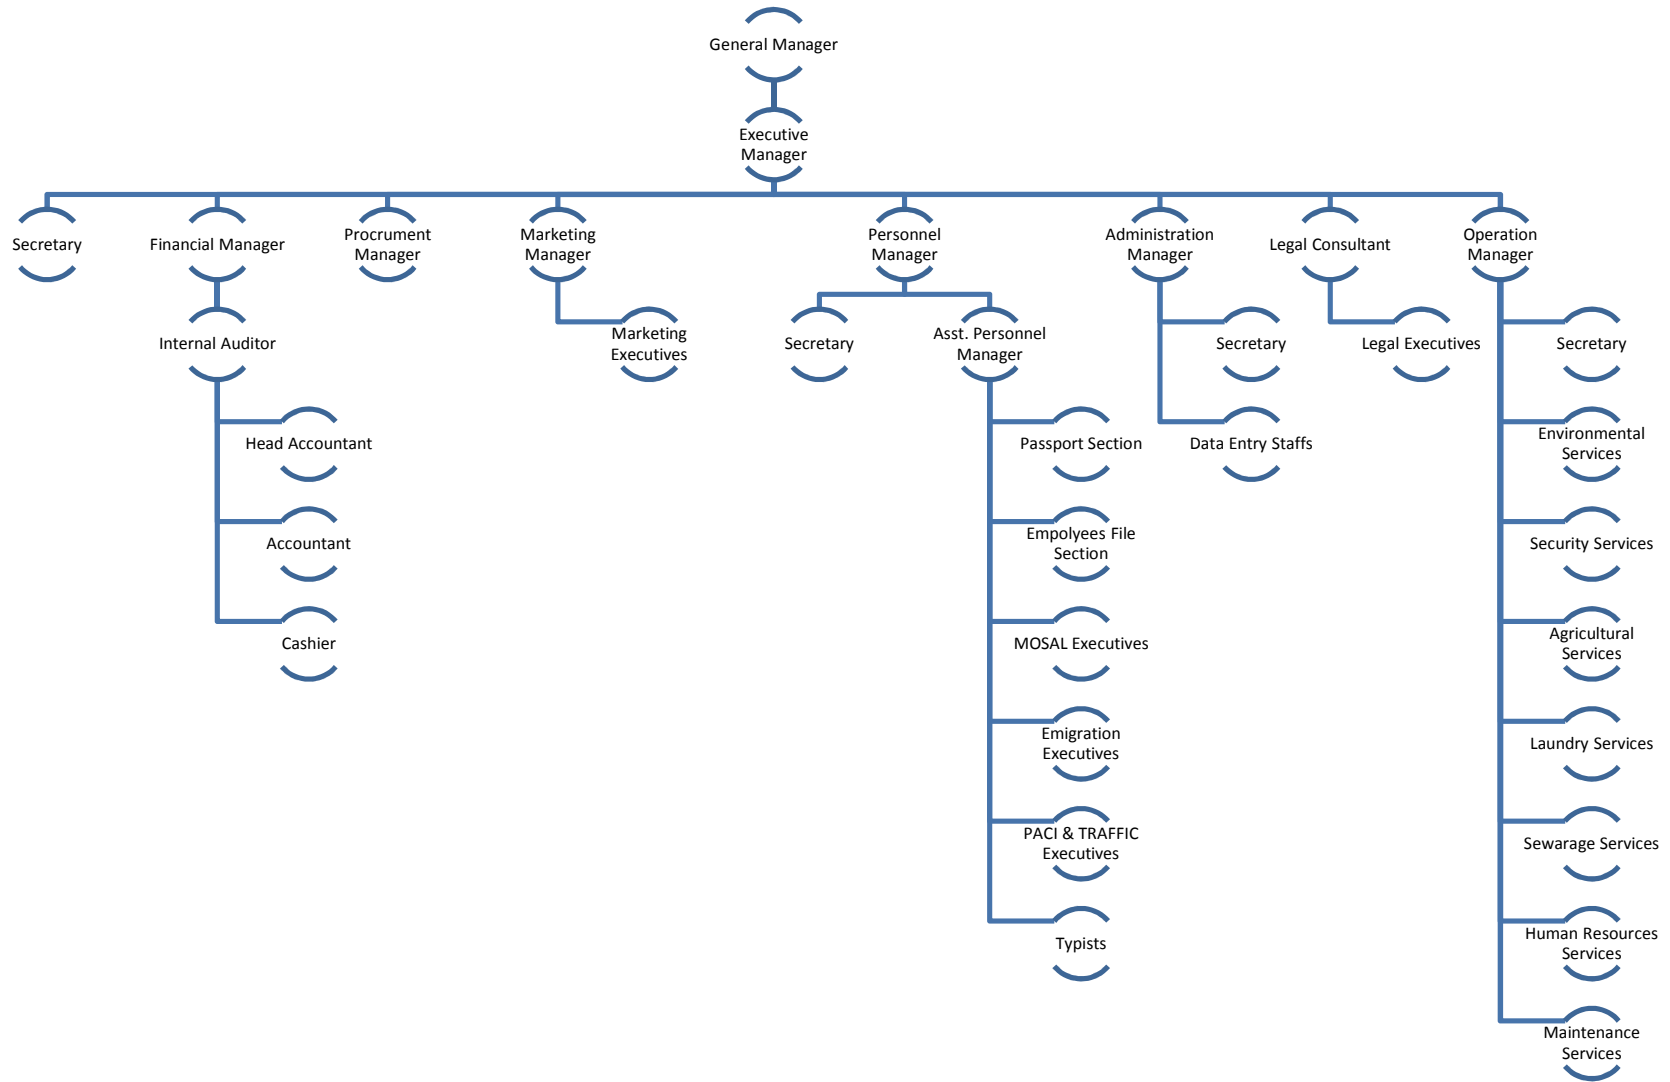 General Manager
Executive
Manager
Secretary
Financial Manager
Procrument
Manager
Marketing
Manager
Personnel
Manager
Administration
Manager
Legal Consultant
Operation
Manager
Internal Auditor
Marketing
Executives
Secretary
Asst. Personnel
Manager
Secretary
Legal Executives
Secretary
Head Accountant
Passport Section
Data Entry Staffs
Environmental
Services
Accountant
Empolyees File
Section
Security Services
Cashier
MOSAL Executives
Agricultural
Services
Emigration
Executives
Laundry Services
PACI & TRAFFIC
Executives
Sewarage Services
Typists
Human Resources
Services
Maintenance
Services